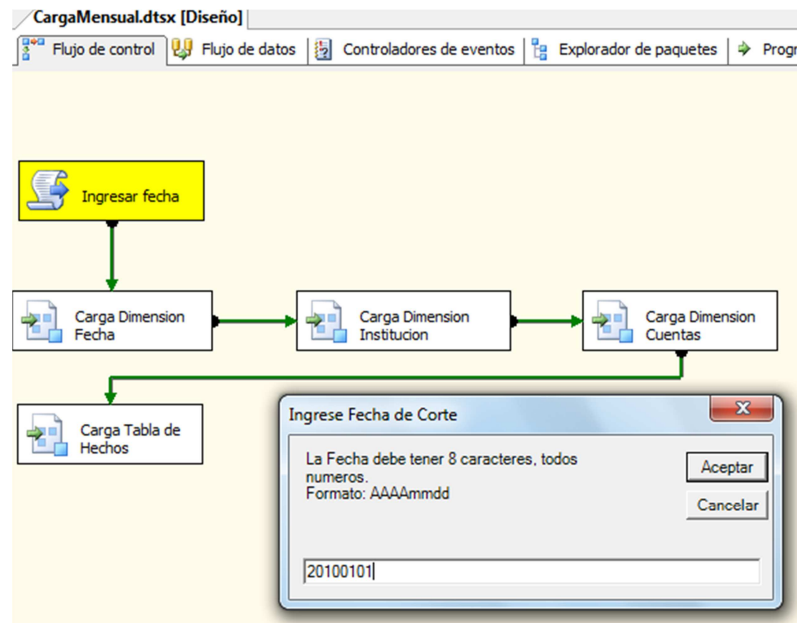 CargaMensual.dtsx [Diseño]
Flujo de control
Flujo de datos
Controladores de eventos
Explorador de paquetes
Progr
Ingresar fecha
Carga Dimension
Fecha
Carga Dimension
Institucion
Carga Dimension
Cuentas
Carga Tabla de
Hechos
Ingrese Fecha de Corte
La Fecha debe tener 8 caracteres, todos
numeros.
Formato: AAAAmmdd
Aceptar
Cancelar
20100101